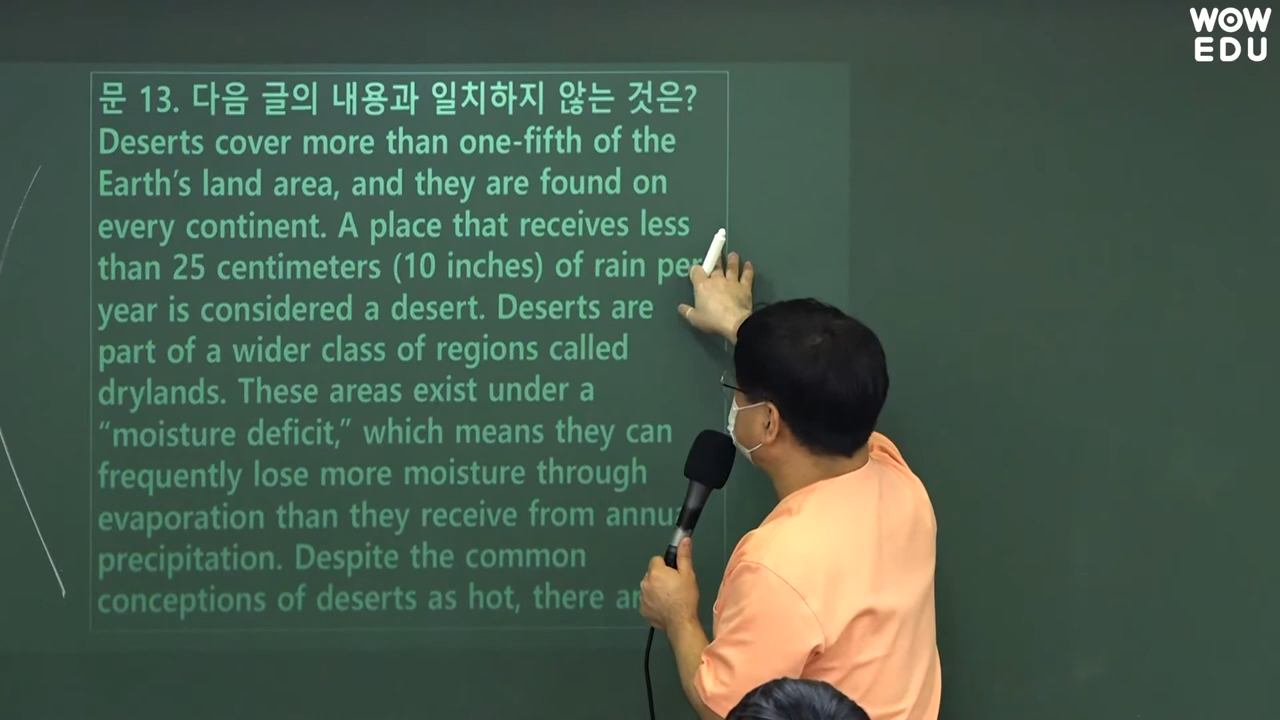 WOW
EDU
문 13. 다음 글의 내용과 일치하지 않는 것은?
Deserts cover more than one-fifth of the
Earth’s land area, and they are found on
every continent. A place that receives less
than 25 centimeters (10 inches) of rain per
year is considered a desert. Deserts are
part of a wider class of regions called
drylands. These areas exist under a
“moisture deficit,” which means they can
frequently lose more moisture through
evaporation than they receive from
precipitation. Despite the common
conceptions of deserts as hot, there